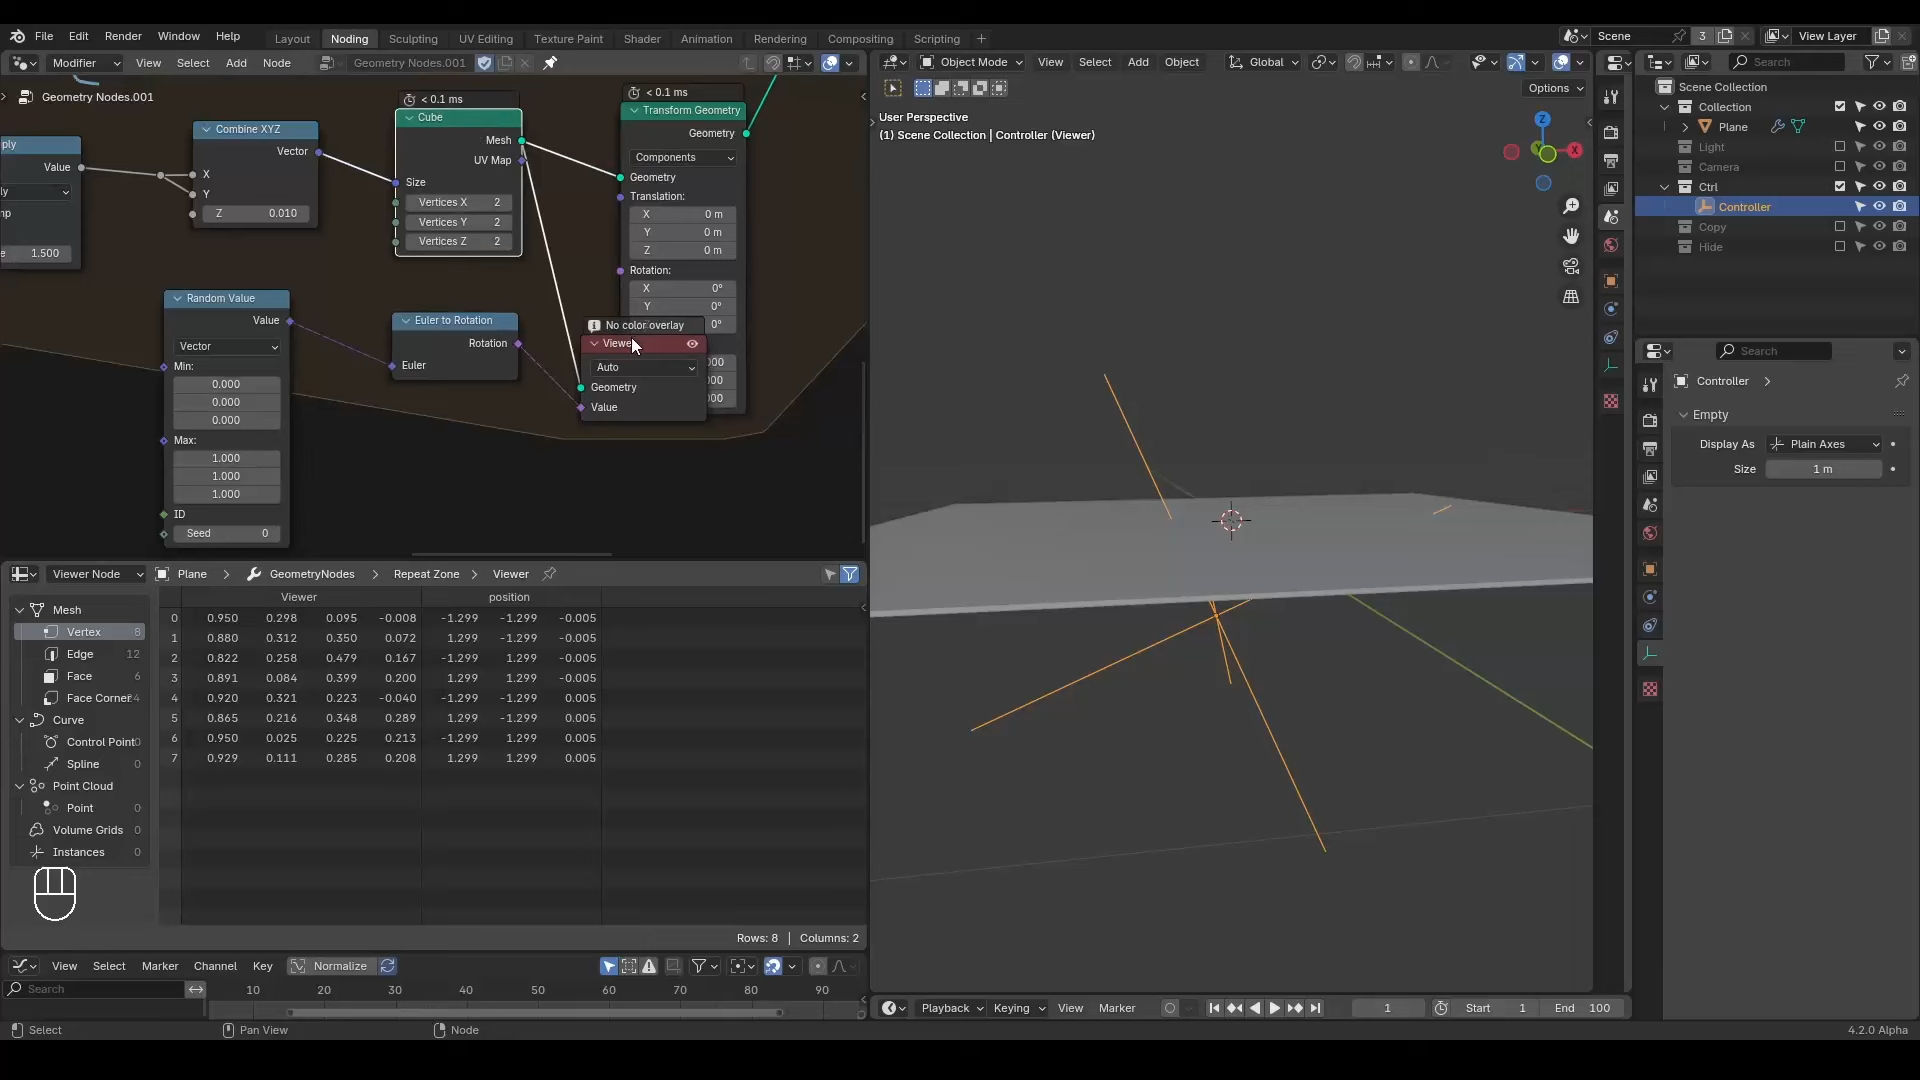 File Edit Render Window Help Layout Noding Sculpting UV Editing Texture Paint Shader Animation Rendering Compositing Scripting + Scene 3 View Layer
Modifier View Select Add Node Geometry Nodes.001
Object Mode View Select Add Object Global
Search
Geometry Nodes.001
< 0.1 ms
< 0.1 ms
Options
Scene Collection
Collection
Plane
Light
Camera
Ctrl
Controller
Copy
Hide
User Perspective
(1) Scene Collection | Controller (Viewer)
Z
X
ply
Value
ly
1.500
Combine XYZ
Vector
X
Y
Z 0.010
Cube
Mesh
UV Map
Size
Vertices X 2
Vertices Y 2
Vertices Z 2
Transform Geometry
Geometry
Components
Geometry
Translation:
X 0 m
Y 0 m
Z 0 m
Rotation:
X 0°
Y 0°
0°
Random Value
Value
Vector
Min:
0.000
0.000
0.000
Max:
1.000
1.000
1.000
ID
Seed 0
Euler to Rotation
Rotation
Euler
No color overlay
Viewe
Auto
Geometry
Value
Search
Controller
Empty
Display As Plain Axes
Size 1 m
Viewer Node Plane > GeometryNodes > Repeat Zone > Viewer
Mesh
Vertex 8
Edge 12
Face 6
Face Corner
Curve
Control Point 0
Spline 0
Point Cloud
Point 0
Volume Grids 0
Instances 0
Viewer position
0 0.950 0.298 0.095 -0.008 -1.299 -1.299 -0.005
1 0.880 0.312 0.350 0.072 1.299 -1.299 -0.005
2 0.822 0.258 0.479 0.167 -1.299 1.299 -0.005
3 0.891 0.084 0.399 0.200 1.299 1.299 -0.005
4 0.920 0.321 0.223 -0.040 -1.299 -1.299 0.005
5 0.865 0.216 0.348 0.289 1.299 -1.299 0.005
6 0.950 0.025 0.225 0.213 -1.299 1.299 0.005
7 0.929 0.111 0.285 0.208 1.299 1.299 0.005
Rows: 8 | Columns: 2
View Select Marker Channel Key Normalize
Search
10 20 30 40 50 60 70 80 90
Playback Keying View Marker 1 Start 1 End 100
Select Pan View Node 4.2.0 Alpha